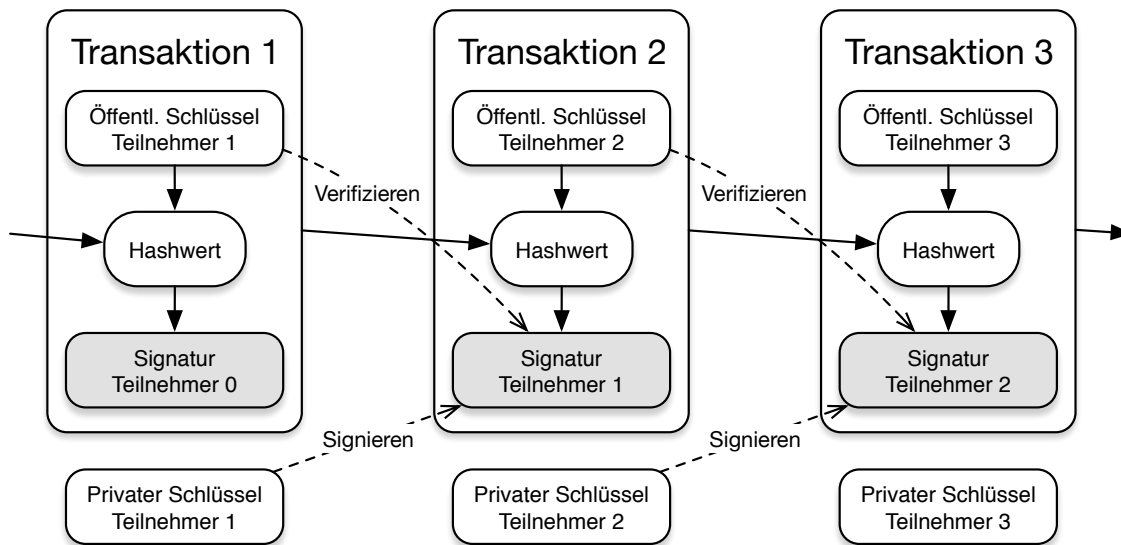 Transaktion 1
Transaktion 2
Transaktion 3
Öffentl. Schlüssel
Teilnehmer 1
Öffentl. Schlüssel
Teilnehmer 2
Öffentl. Schlüssel
Teilnehmer 3
Verifizieren
Verifizieren
Hashwert
Hashwert
Hashwert
Signatur
Teilnehmer 0
Signatur
Teilnehmer 1
Signatur
Teilnehmer 2
Signieren
Signieren
Privater Schlüssel
Teilnehmer 1
Privater Schlüssel
Teilnehmer 2
Privater Schlüssel
Teilnehmer 3